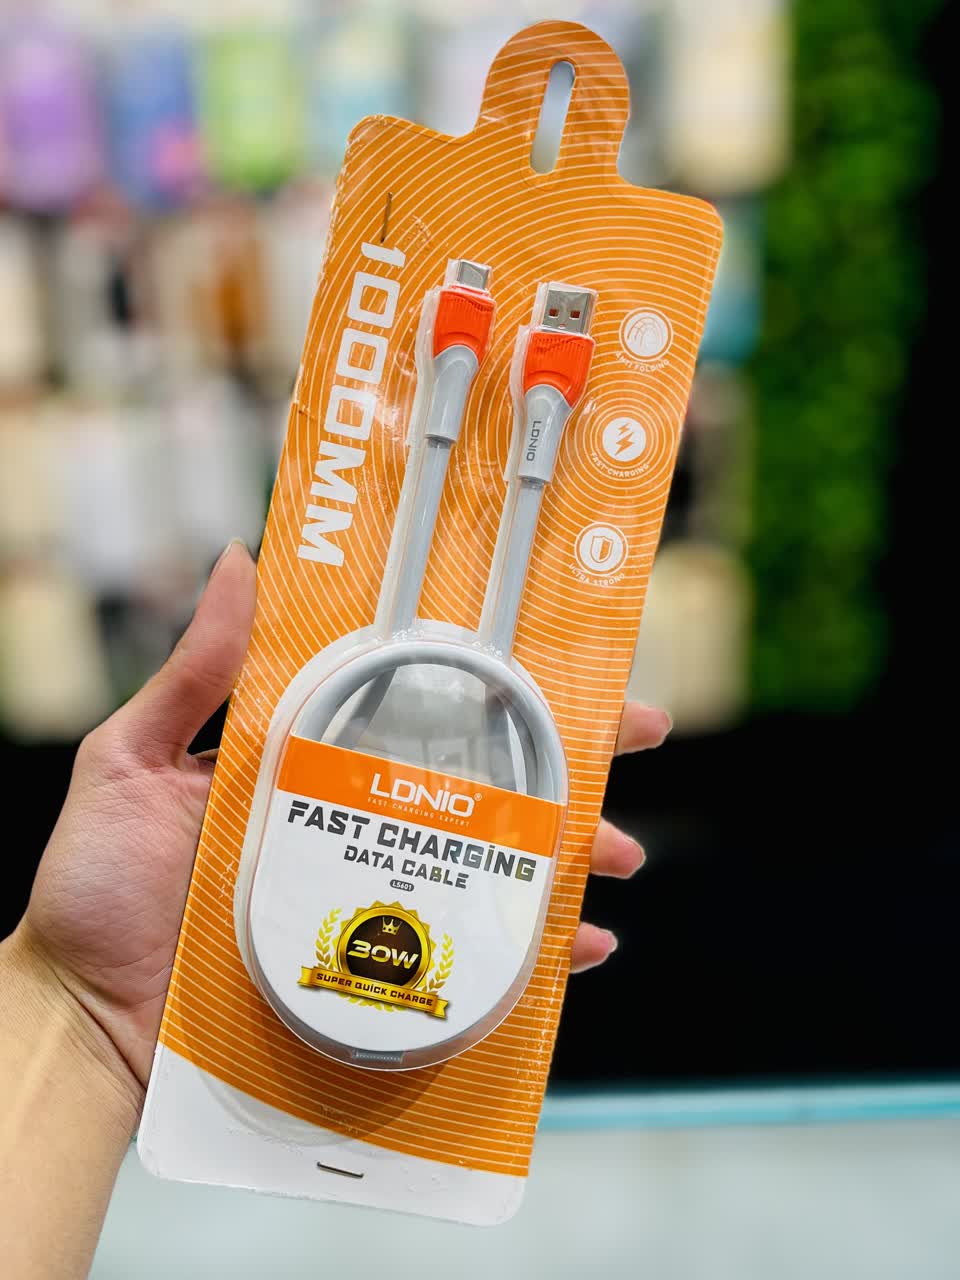 1000MM
LDNIO
ANTI FOLDING
FAST CHARGING
ULTRA STRONG
LDNIO®
FAST CHARGING EXPERT
FAST CHARGiNG
DATA CABLE
LS601
30W
SUPER QUiCK CHARGE